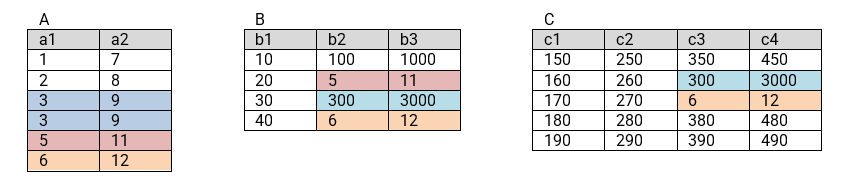 A B C
a1 a2 b1 b2 b3 c1 c2 c3 c4
1 7 10 100 1000 150 250 350 450
2 8 20 5 11 160 260 300 3000
3 9 30 300 3000 170 270 6 12
3 9 40 6 12 180 280 380 480
5 11 190 290 390 490
6 12